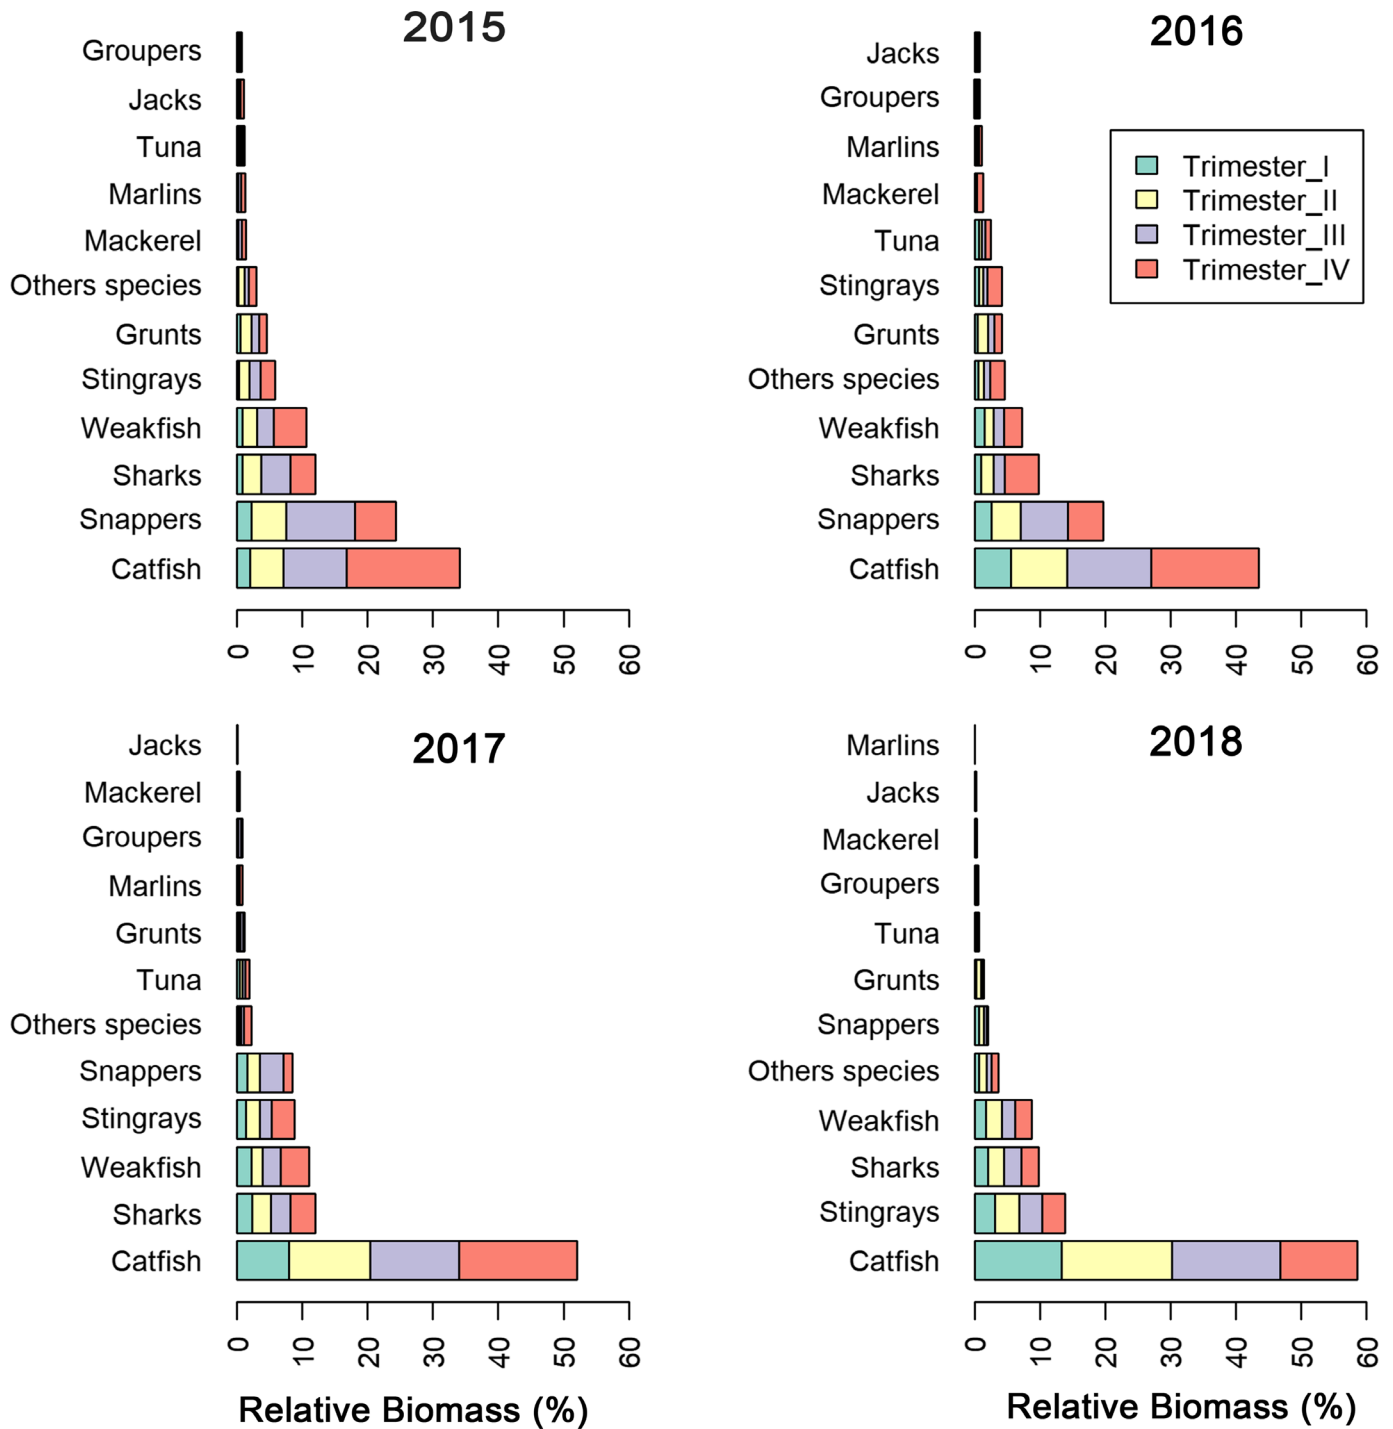 2015
Groupers
Jacks
Tuna
Marlins
Mackerel
Others species
Grunts
Stingrays
Weakfish
Sharks
Snappers
Catfish
0 10 20 30 40 50 60
2016
Jacks
Groupers
Marlins
Mackerel
Tuna
Stingrays
Grunts
Others species
Weakfish
Sharks
Snappers
Catfish
0 10 20 30 40 50 60
Trimester_I
Trimester_II
Trimester_III
Trimester_IV
2017
Jacks
Mackerel
Groupers
Marlins
Grunts
Tuna
Others species
Snappers
Stingrays
Weakfish
Sharks
Catfish
0 10 20 30 40 50 60
Relative Biomass (%)
2018
Marlins
Jacks
Mackerel
Groupers
Tuna
Grunts
Snappers
Others species
Weakfish
Sharks
Stingrays
Catfish
0 10 20 30 40 50 60
Relative Biomass (%)